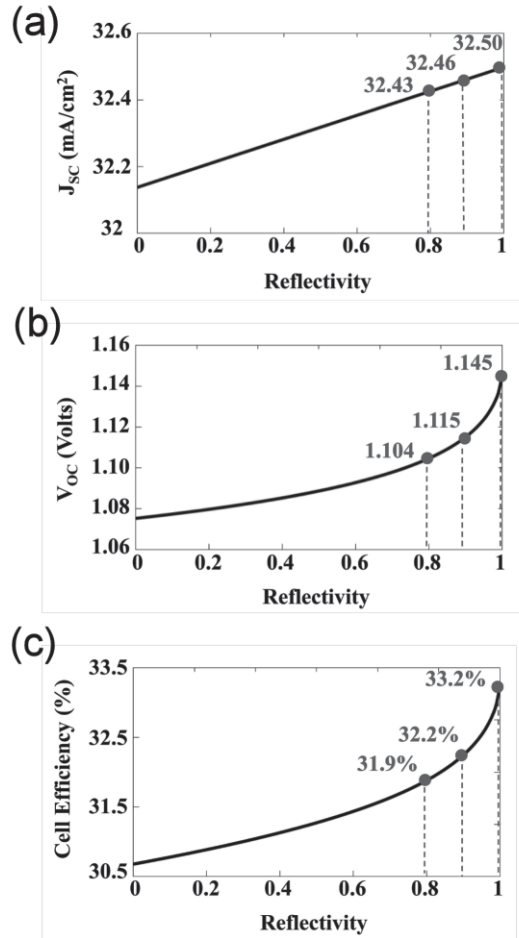 (a)
32.6
32.50
32.46
32.43
32.4
32.2
32
J_SC (mA/cm²)
0 0.2 0.4 0.6 0.8 1
Reflectivity
(b)
1.16
1.145
1.14
1.115
1.12
1.104
1.10
1.08
1.06
V_OC (Volts)
0 0.2 0.4 0.6 0.8 1
Reflectivity
(c)
33.5
33.2%
32.2%
32.5
31.9%
31.5
30.5
Cell Efficiency (%)
0 0.2 0.4 0.6 0.8 1
Reflectivity